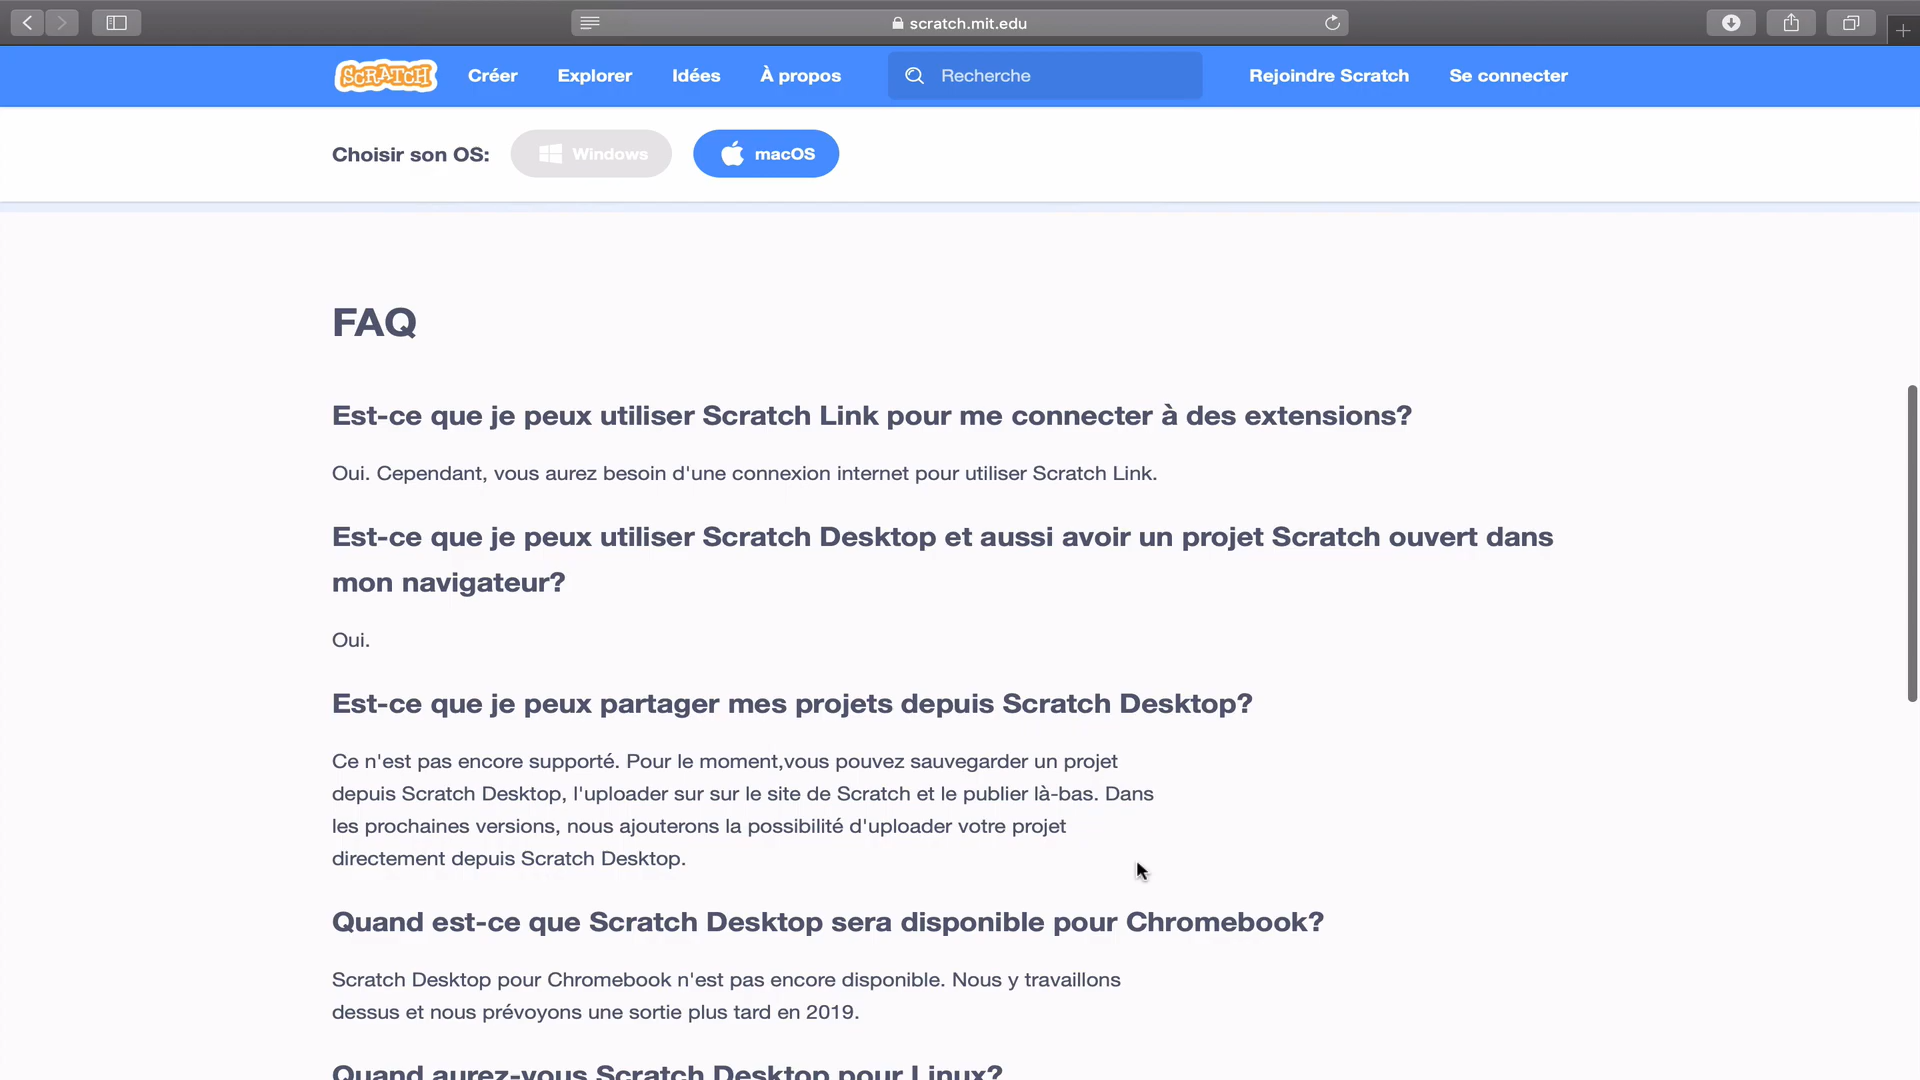 scratch.mit.edu
SCRATCH Créer Explorer Idées À propos Recherche Rejoindre Scratch Se connecter
Choisir son OS: Windows macOS
FAQ
Est-ce que je peux utiliser Scratch Link pour me connecter à des extensions?
Oui. Cependant, vous aurez besoin d'une connexion internet pour utiliser Scratch Link.
Est-ce que je peux utiliser Scratch Desktop et aussi avoir un projet Scratch ouvert dans
mon navigateur?
Oui.
Est-ce que je peux partager mes projets depuis Scratch Desktop?
Ce n'est pas encore supporté. Pour le moment,vous pouvez sauvegarder un projet
depuis Scratch Desktop, l'uploader sur sur le site de Scratch et le publier là-bas. Dans
les prochaines versions, nous ajouterons la possibilité d'uploader votre projet
directement depuis Scratch Desktop.
Quand est-ce que Scratch Desktop sera disponible pour Chromebook?
Scratch Desktop pour Chromebook n'est pas encore disponible. Nous y travaillons
dessus et nous prévoyons une sortie plus tard en 2019.
Quand aurez-vous Scratch Desktop pour Linux?